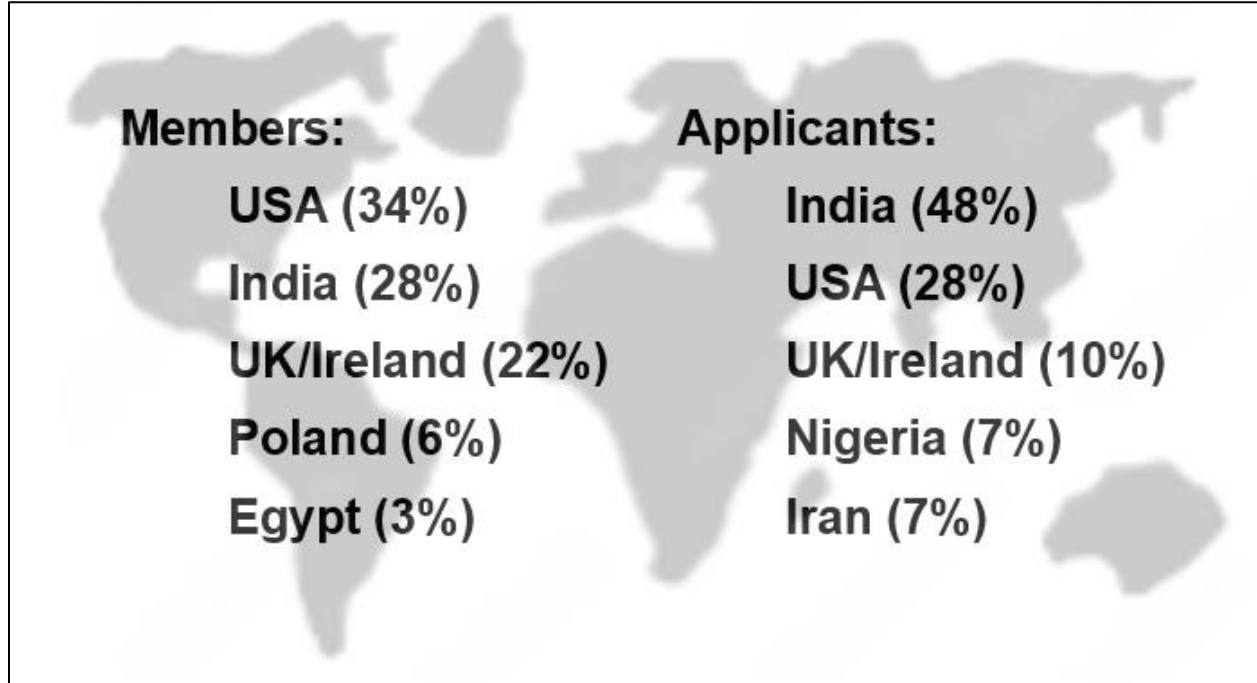 Members:
USA (34%)
India (28%)
UK/Ireland (22%)
Poland (6%)
Egypt (3%)
Applicants:
India (48%)
USA (28%)
UK/Ireland (10%)
Nigeria (7%)
Iran (7%)